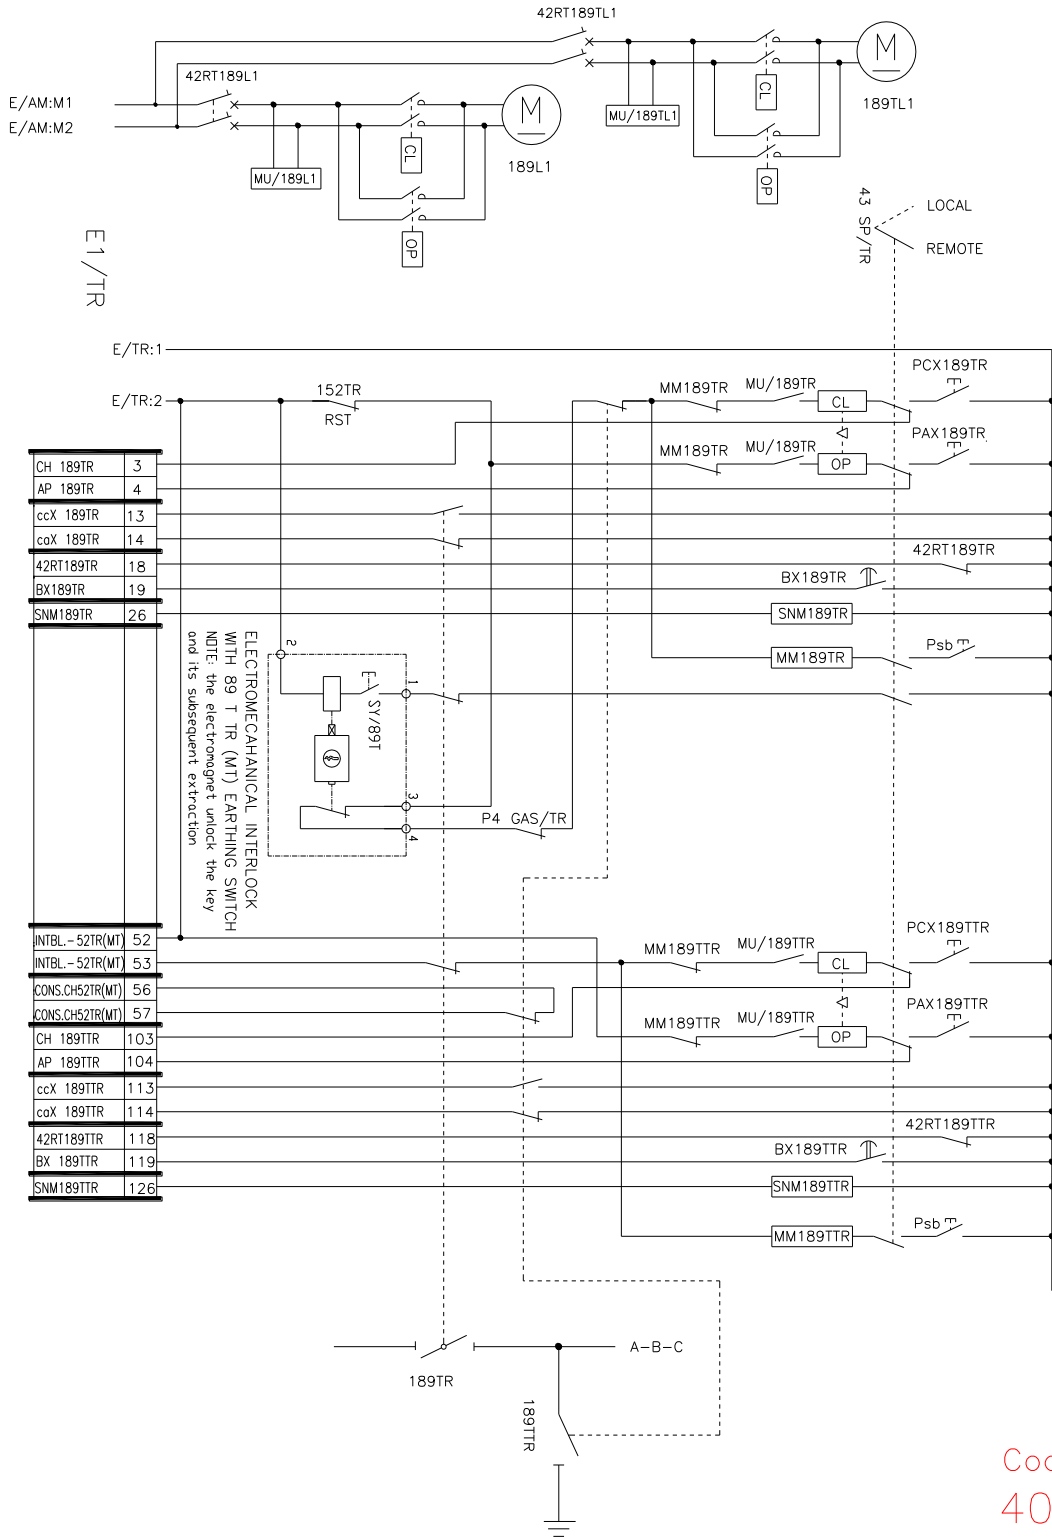 42RT189TL1
M
42RT189L1
CL
189TL1
E/AM:M1
MU/189TL1
M
E/AM:M2
CL
189L1
MU/189L1
OP
OP
43 SP/TR
LOCAL
REMOTE
E1/TR
E/TR:1
E/TR:2
152TR
RST
MM189TR
MU/189TR
CL
PCX189TR
MM189TR
MU/189TR
OP
PAX189TR
CH 189TR 3
AP 189TR 4
ccX 189TR 13
caX 189TR 14
42RT189TR 18
42RT189TR
BX189TR 19
BX189TR
SNM189TR 26
SNM189TR
MM189TR
Psb
ELECTROMECAHANICAL INTERLOCK
WITH 89 T TR (MT) EARTHING SWITCH
NOTE: the electromagnet unlock the key
and its subsequent extraction
2
1
SY/89T
3
4
P4 GAS/TR
INTBL.-52TR(MT) 52
INTBL.-52TR(MT) 53
CONS.CH52TR(MT) 56
CONS.CH52TR(MT) 57
CH 189TTR 103
AP 189TTR 104
ccX 189TTR 113
caX 189TTR 114
42RT189TTR 118
BX 189TTR 119
SNM189TTR 126
MM189TTR
MU/189TTR
CL
PCX189TTR
MM189TTR
MU/189TTR
OP
PAX189TTR
42RT189TTR
BX189TTR
SNM189TTR
MM189TTR
Psb
A-B-C
189TR
189TTR
40